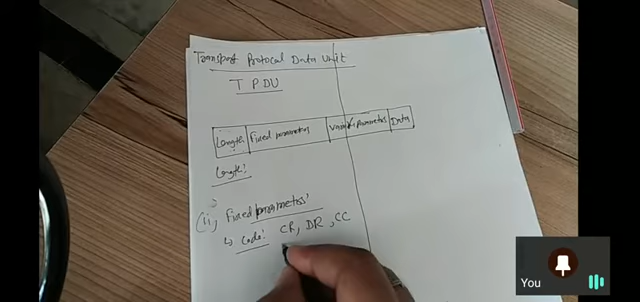 Transport Protocol Data Unit
TPDU
Length Fixed parameters Variable parameters Data
Length:
(ii) Fixed parameters:
↳ Code: CR, DR, CC
You